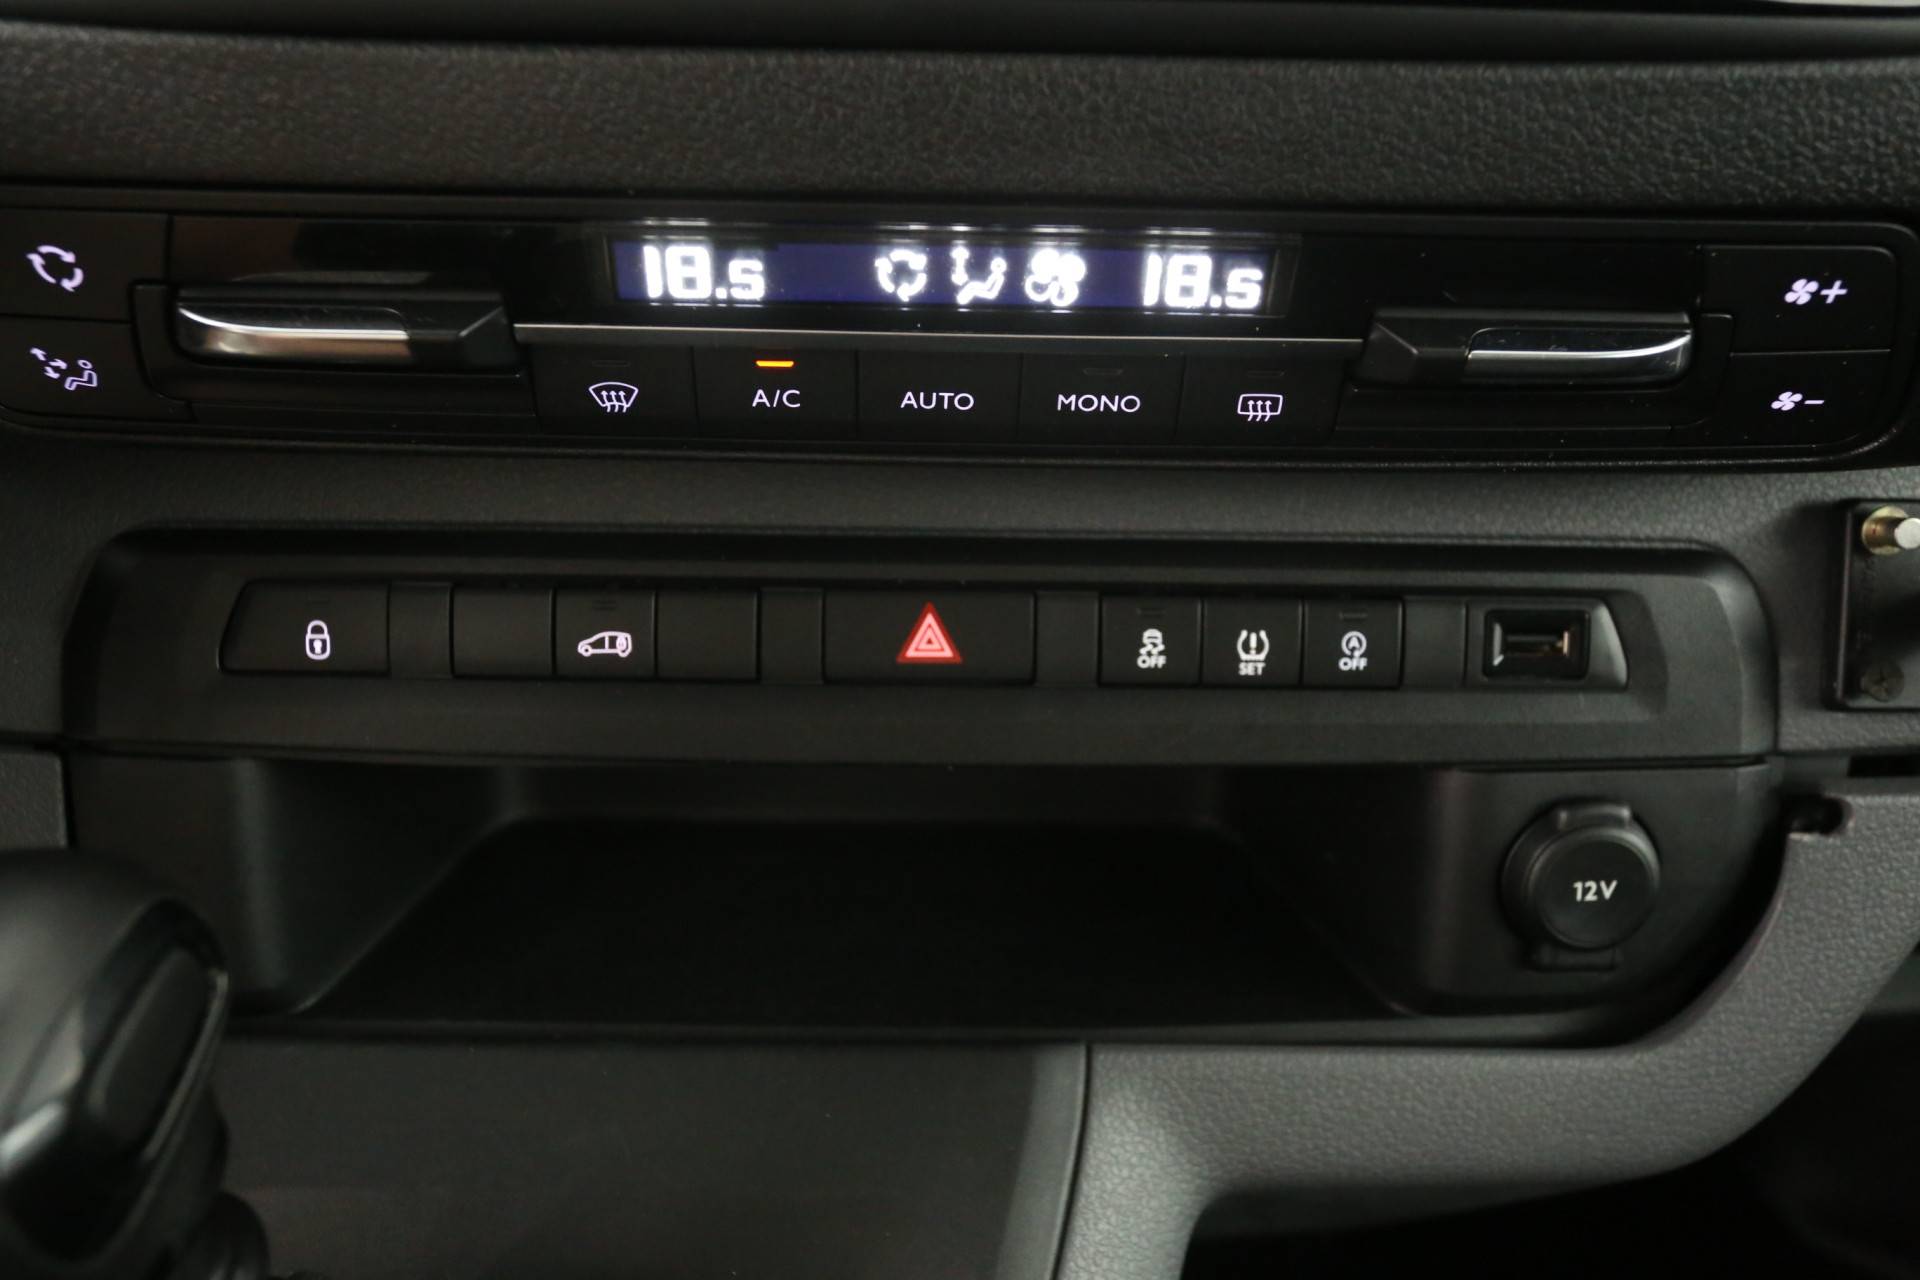 18.5 18.5
A/C AUTO MONO
OFF SET OFF
12V